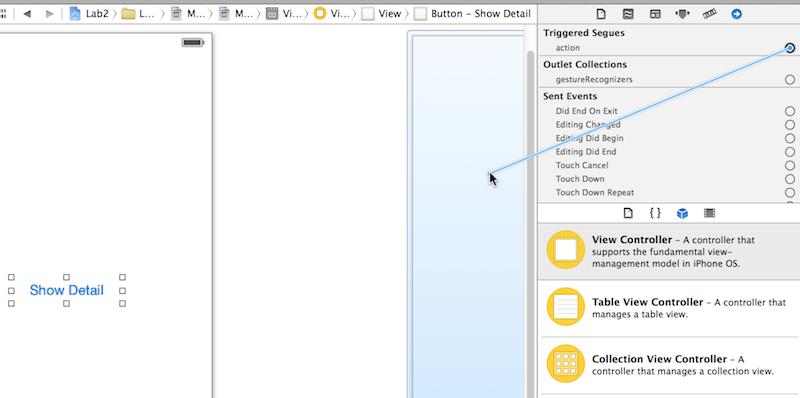 Lab2 L... M... M... Vi... Vi... View Button – Show Detail
Triggered Segues
action
Outlet Collections
gestureRecognizers
Sent Events
Did End On Exit
Editing Changed
Editing Did Begin
Editing Did End
Touch Cancel
Touch Down
Touch Down Repeat
Show Detail
{ }
View Controller – A controller that
supports the fundamental view-
management model in iPhone OS.
Table View Controller – A controller that
manages a table view.
Collection View Controller – A
controller that manages a collection view.